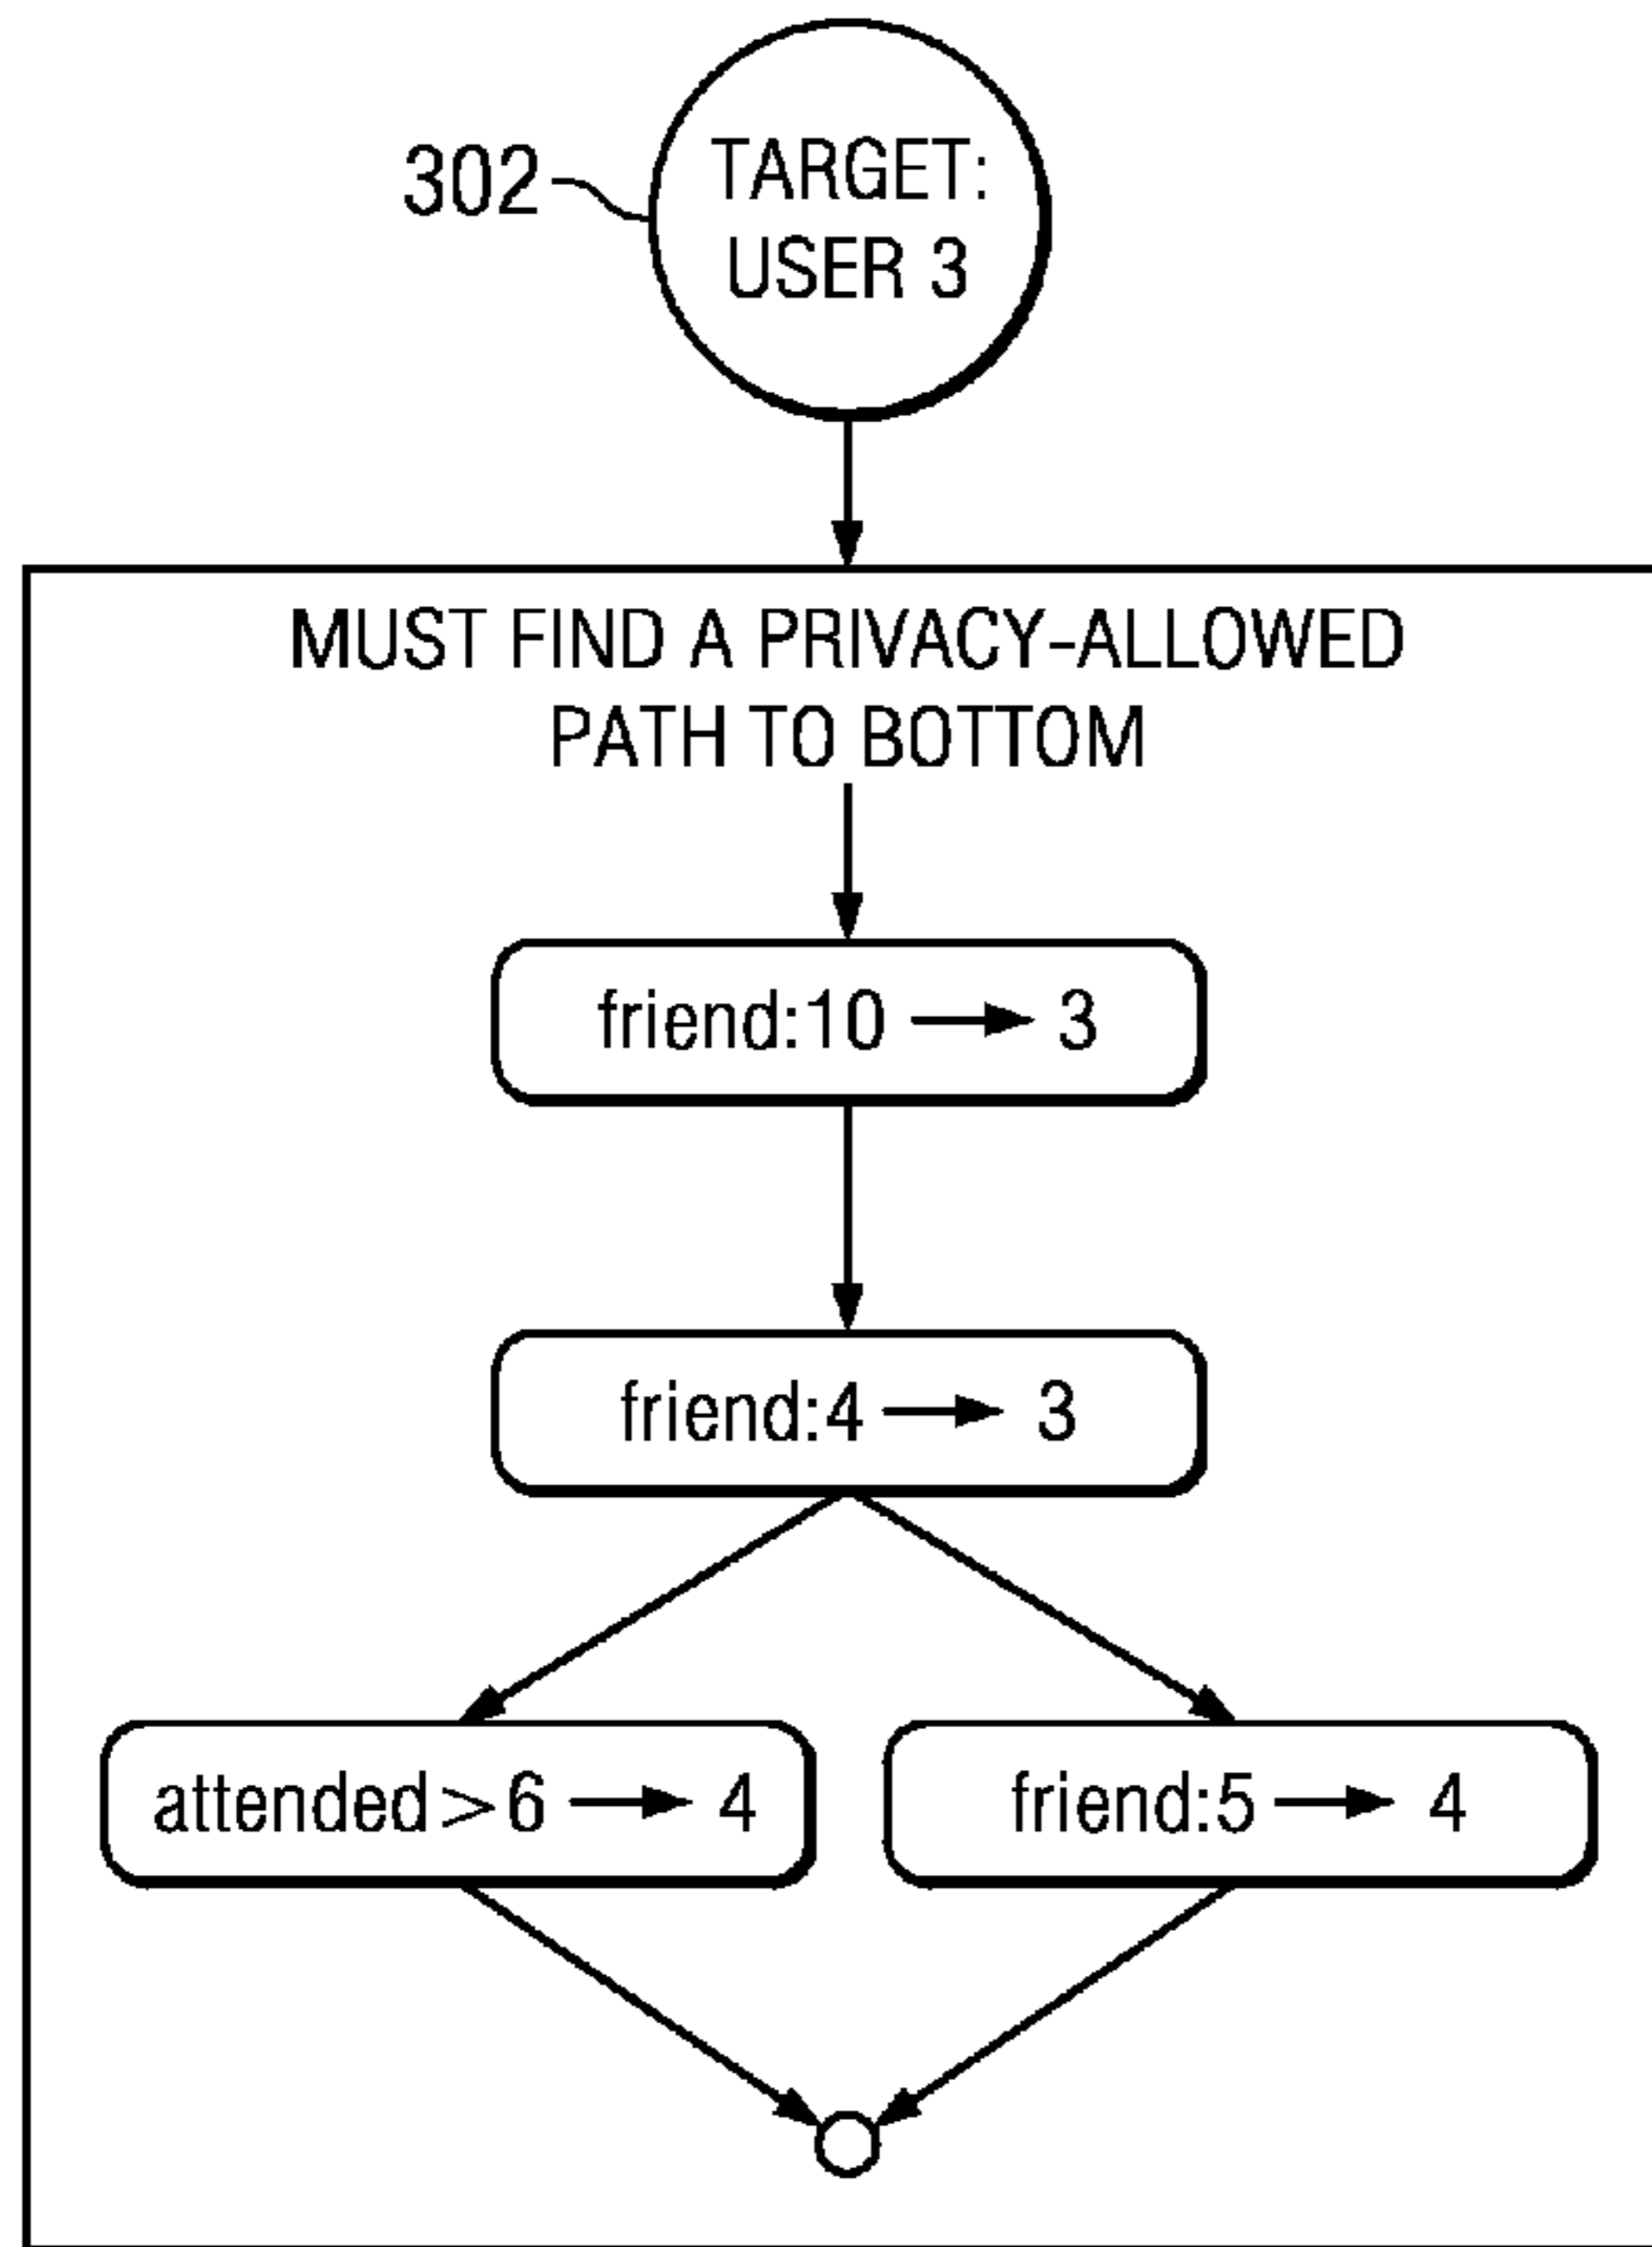 302
TARGET:
USER 3
MUST FIND A PRIVACY-ALLOWED
PATH TO BOTTOM
friend:10 → 3
friend:4 → 3
attended>6 → 4
friend:5 → 4